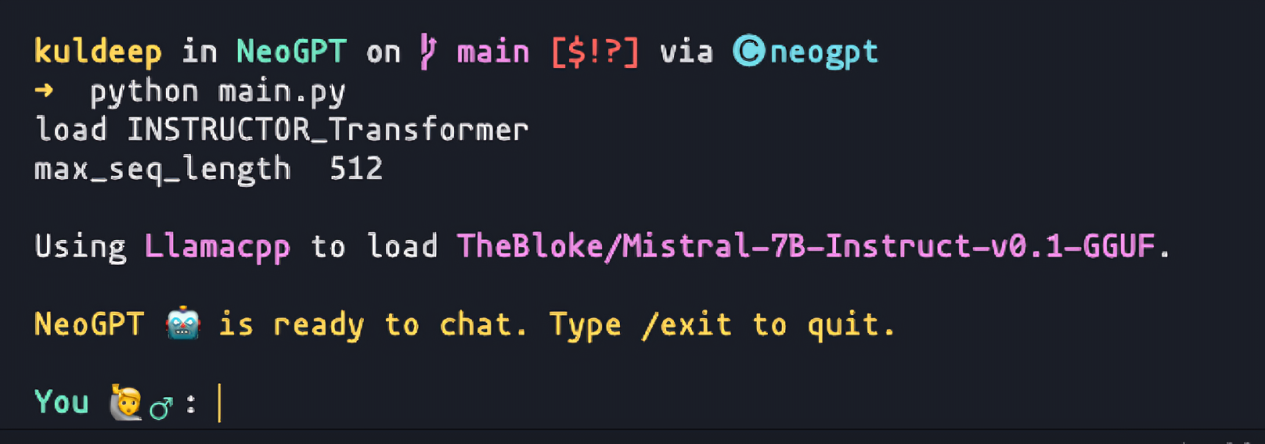 kuldeep in NeoGPT on main [$!?] via Ⓒ neogpt
➜ python main.py
load INSTRUCTOR_Transformer
max_seq_length 512
Using Llamacpp to load TheBloke/Mistral-7B-Instruct-v0.1-GGUF.
NeoGPT 🤖 is ready to chat. Type /exit to quit.
You 🙋♂: